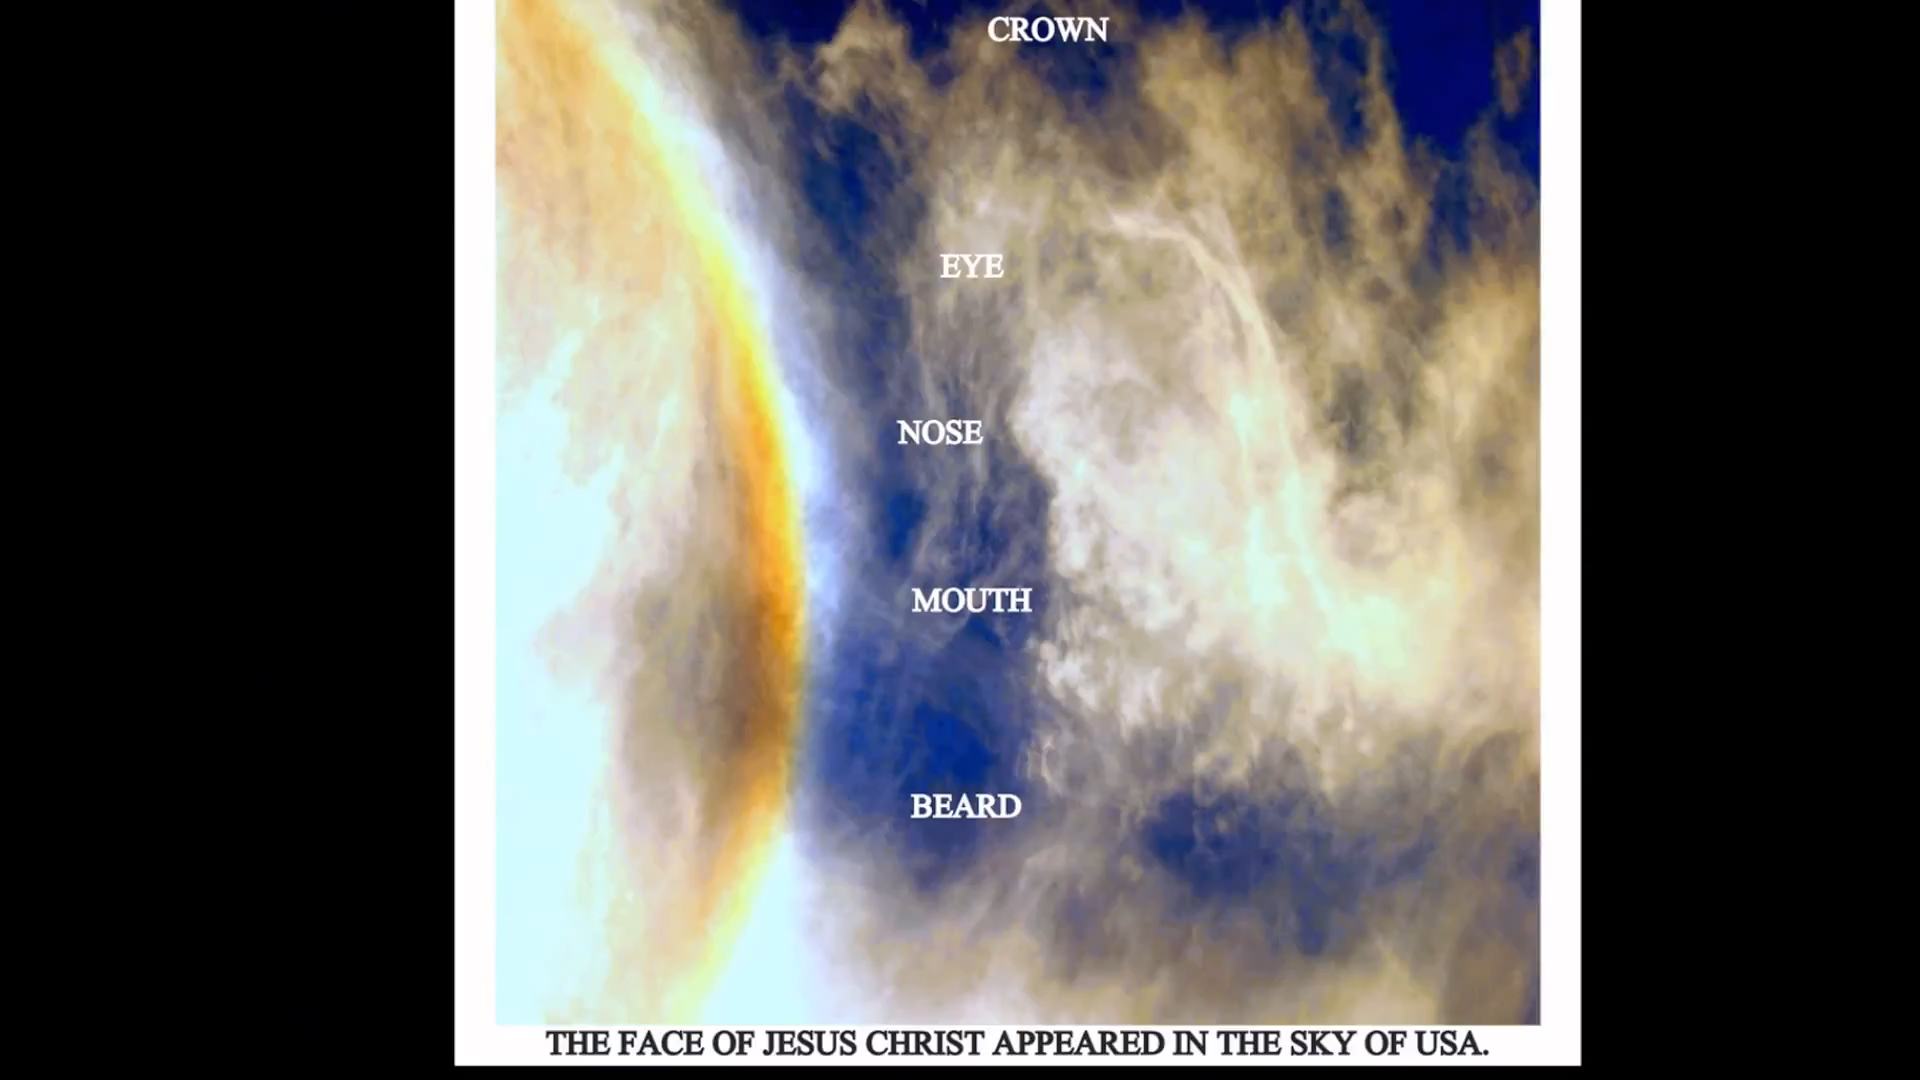 CROWN
EYE
NOSE
MOUTH
BEARD
THE FACE OF JESUS CHRIST APPEARED IN THE SKY OF USA.